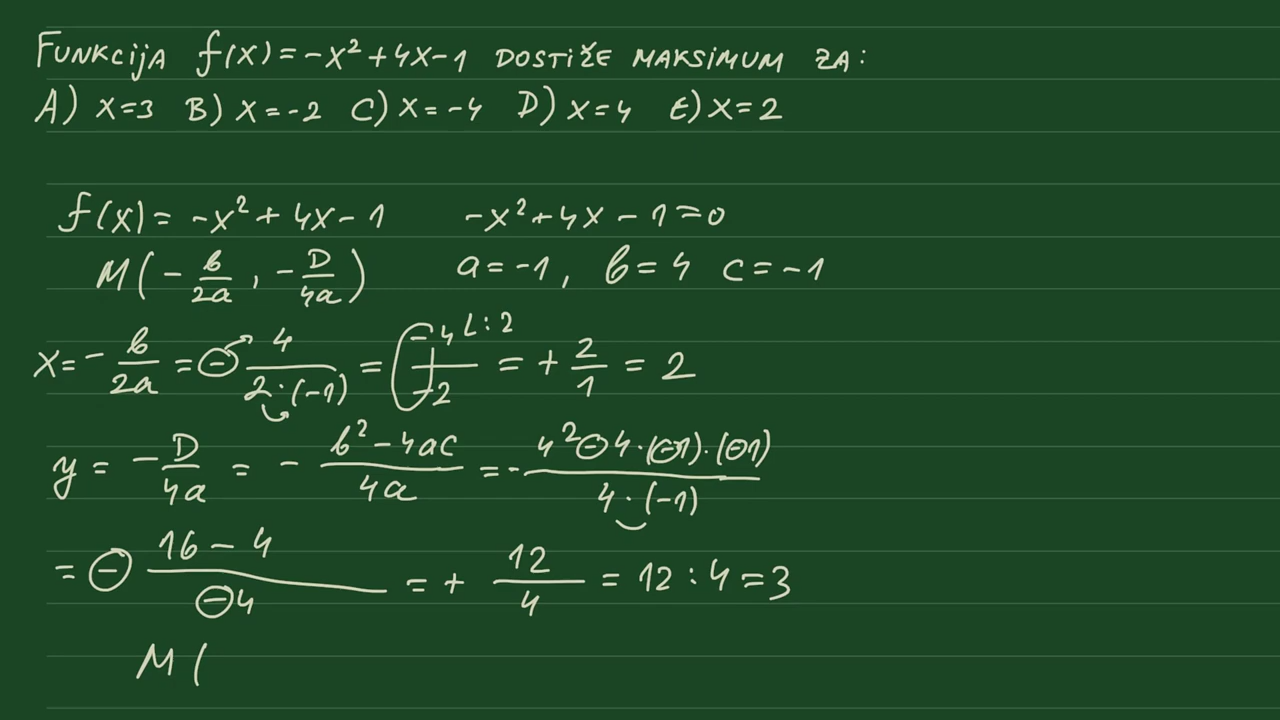 Funkcija f(x) = -x² + 4x - 1 dostiže maksimum za:
A) x=3 B) x=-2 C) x=-4 D) x=4 E) x=2
f(x) = -x² + 4x - 1 -x² + 4x - 1 = 0
M(-b/2a, -D/4a) a=-1, b=4 c=-1
x = -b/2a = - 4/2·(-1) = -4/-2 L:2 = + 2/1 = 2
y = -D/4a = - b²-4ac/4a = - 4²-4·(-1)·(-1)/4·(-1)
= - 16-4/-4 = + 12/4 = 12:4 = 3
M(